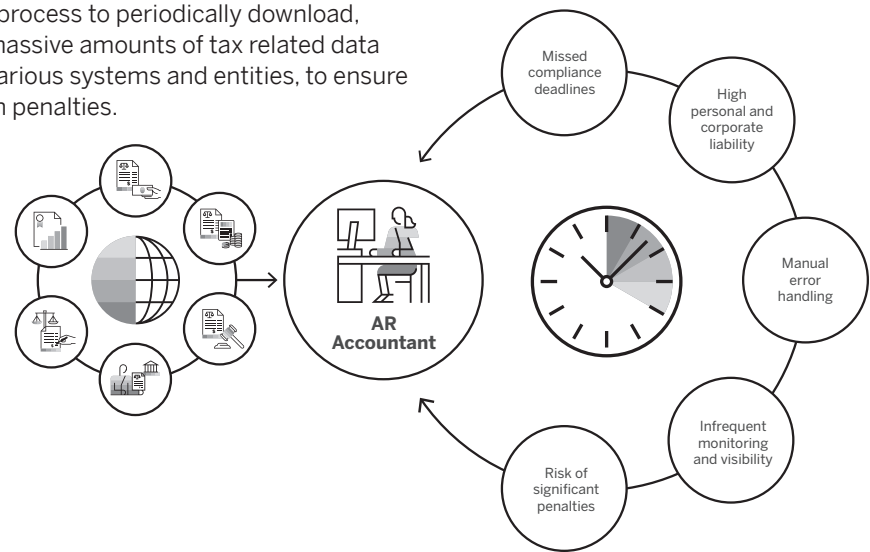 process to periodically download,
massive amounts of tax related data
arious systems and entities, to ensure
penalties.
Missed
compliance
deadlines
High
personal and
corporate
liability
Manual
error
handling
Infrequent
monitoring
and visibility
Risk of
significant
penalties
AR
Accountant